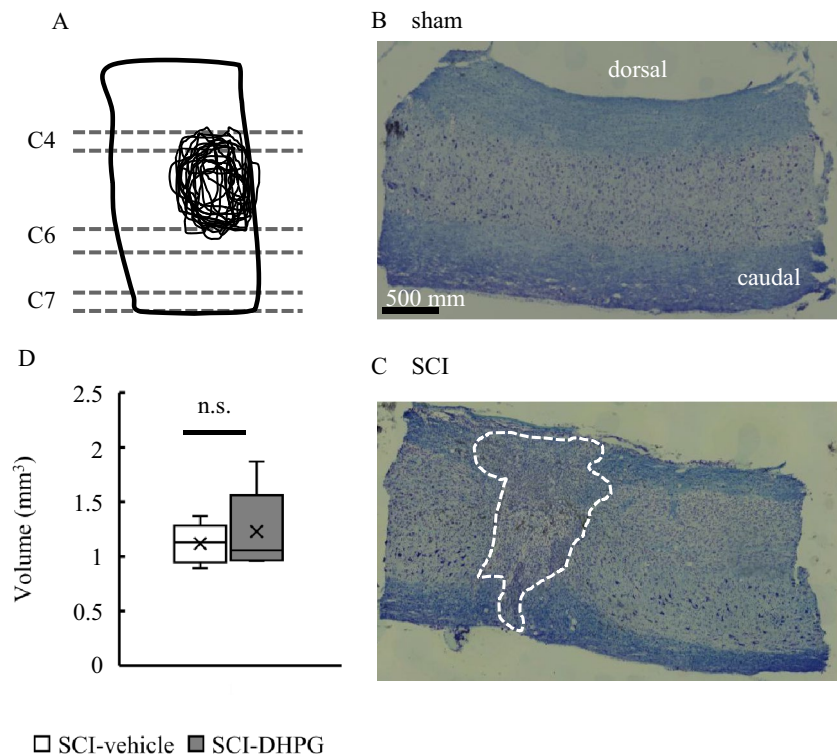 A
C4
C6
C7
B sham
dorsal
caudal
500 mm
C SCI
D
n.s.
Volume (mm³)
2.5
2
1.5
1
0.5
0
SCI-vehicle SCI-DHPG